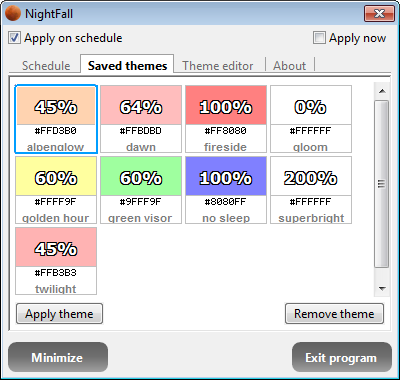 NightFall
Apply on schedule
Apply now
Schedule Saved themes Theme editor About
45% 64% 100% 0%
#FFD3B0 #FFBDBD #FF8080 #FFFFFF
alpenglow dawn fireside gloom
60% 60% 100% 200%
#FFFF9F #9FFF9F #8080FF #FFFFFF
golden hour green visor no sleep superbright
45%
#FFB3B3
twilight
Apply theme Remove theme
Minimize Exit program